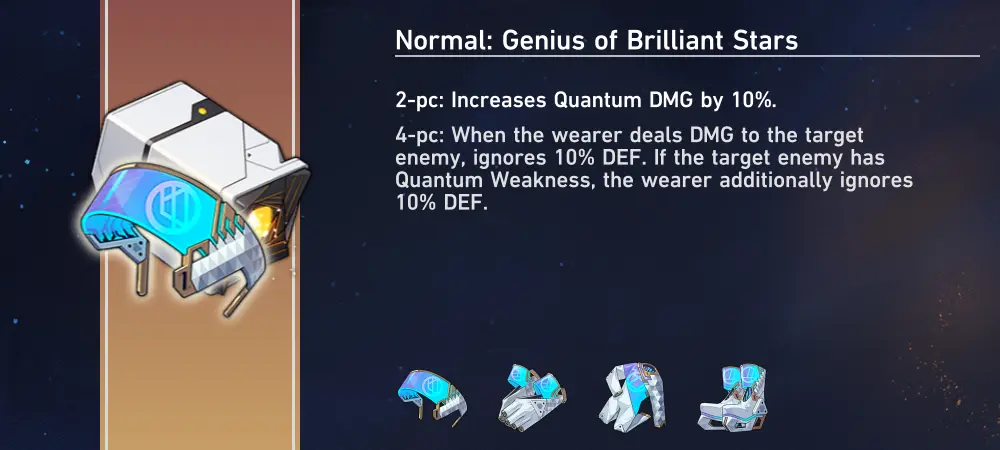 Normal: Genius of Brilliant Stars
2-pc: Increases Quantum DMG by 10%.
4-pc: When the wearer deals DMG to the target
enemy, ignores 10% DEF. If the target enemy has
Quantum Weakness, the wearer additionally ignores
10% DEF.